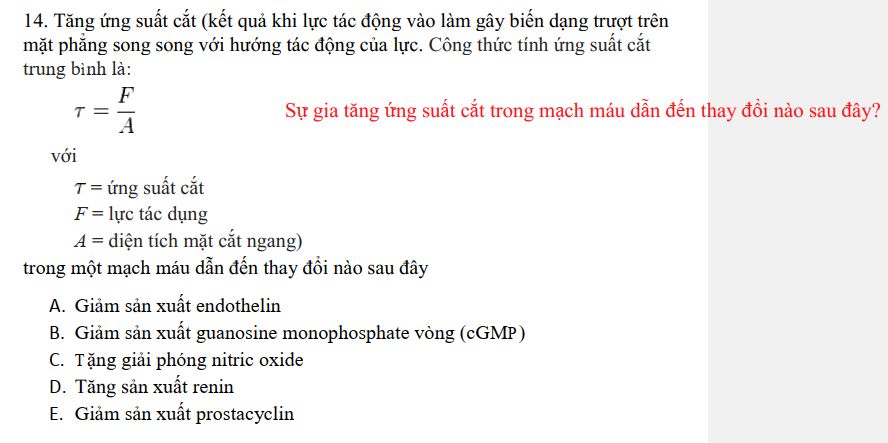 14. Tăng ứng suất cắt (kết quả khi lực tác động vào làm gây biến dạng trượt trên
mặt phẳng song song với hướng tác động của lực. Công thức tính ứng suất cắt
trung bình là:
τ = F/A
Sự gia tăng ứng suất cắt trong mạch máu dẫn đến thay đổi nào sau đây?
với
τ = ứng suất cắt
F = lực tác dụng
A = diện tích mặt cắt ngang)
trong một mạch máu dẫn đến thay đổi nào sau đây
A. Giảm sản xuất endothelin
B. Giảm sản xuất guanosine monophosphate vòng (cGMP)
C. Tặng giải phóng nitric oxide
D. Tăng sản xuất renin
E. Giảm sản xuất prostacyclin